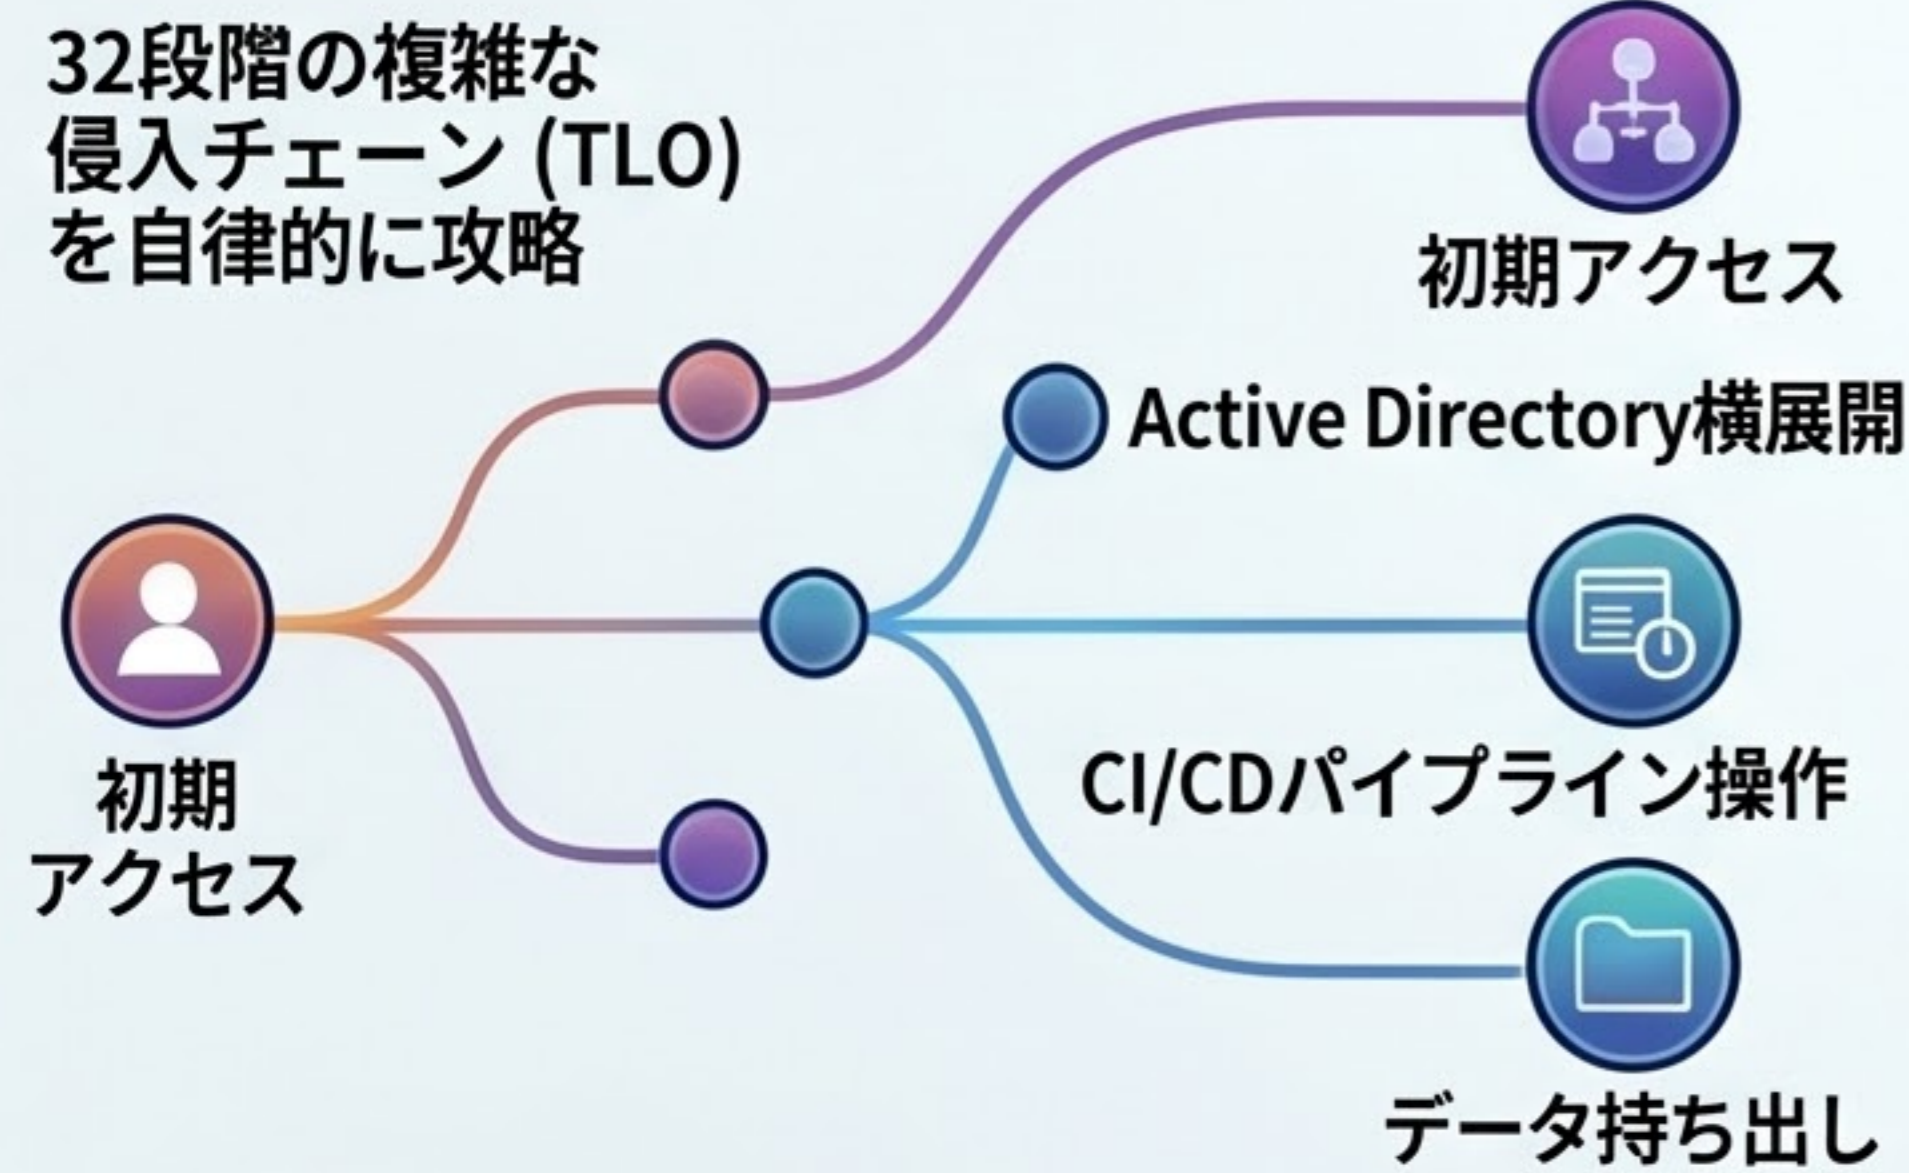 32段階の複雑な
侵入チェーン (TLO)
を自律的に攻略
初期アクセス
Active Directory横展開
初期
アクセス
CI/CDパイプライン操作
データ持ち出し